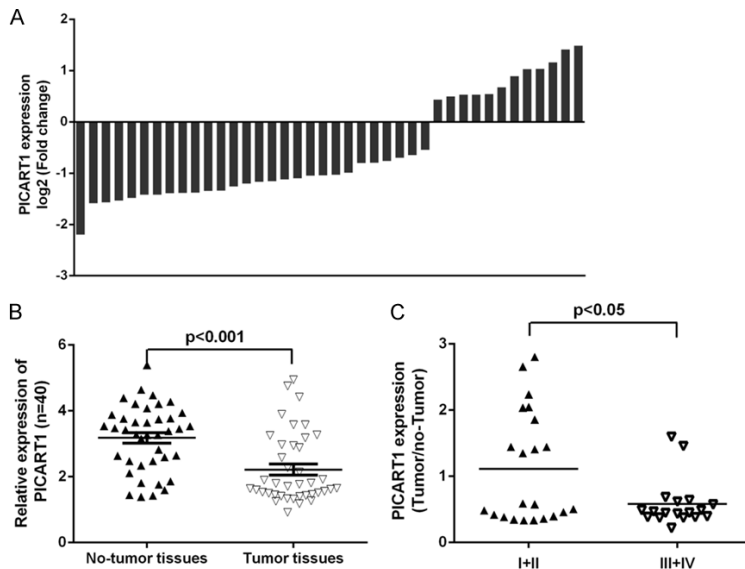 A
PICART1 expression
log2 (Fold change)
2
1
0
-1
-2
-3
B
Relative expression of
PICART1 (n=40)
6
4
2
0
p<0.001
No-tumor tissues
Tumor tissues
C
PICART1 expression
(Tumor/no-Tumor)
3
2
1
0
p<0.05
I+II
III+IV